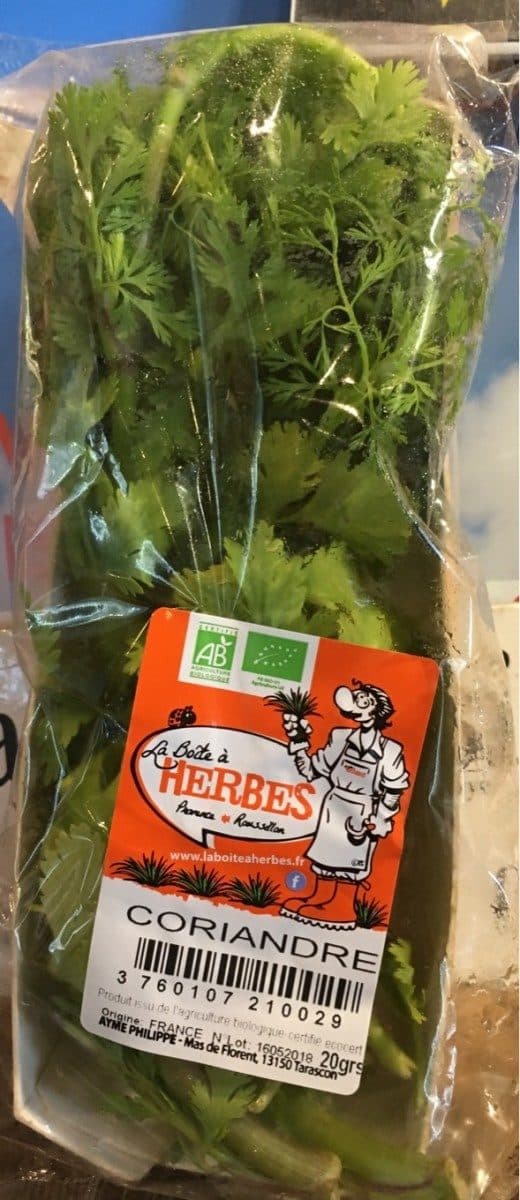 CERTIFIÉ
AB
AGRICULTURE
BIOLOGIQUE
La Boîte à
HERBES
Provence Roussillon
www.laboiteaherbes.fr
f
CORIANDRE
3 760107 210029
Produit issu de l'agriculture biologique certifié ecocert
Origine: FRANCE N°Lot: 16052018 20grs
AYME PHILIPPE - Mas de Florent, 13150 Tarascon